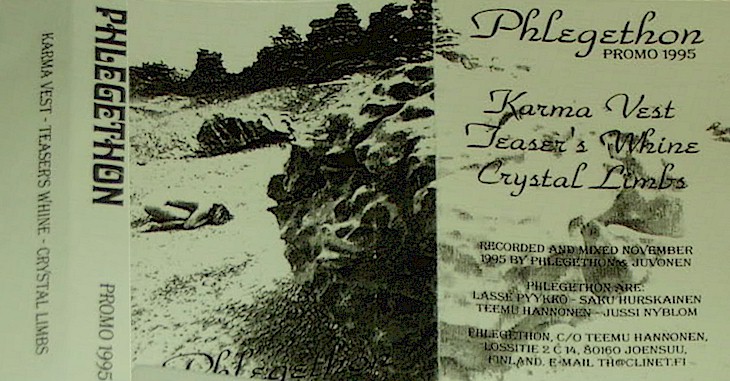 KARMA VEST - TEASER'S WHINE - CRYSTAL LIMBS
PHLEGETHON
PROMO 1995
Phlegethon
Phlegethon
PROMO 1995
Karma Vest
Teaser's Whine
Crystal Limbs
RECORDED AND MIXED NOVEMBER
1995 BY PHLEGETHON & JUVONEN
PHLEGETHON ARE:
LASSE PYYKKÖ - SAKU HURSKAINEN
TEEMU HANNONEN - JUSSI NYBLOM
PHLEGETHON, C/O TEEMU HANNONEN,
LOSSITIE 2 C 14, 80160 JOENSUU,
FINLAND. E-MAIL TH@CLINET.FI